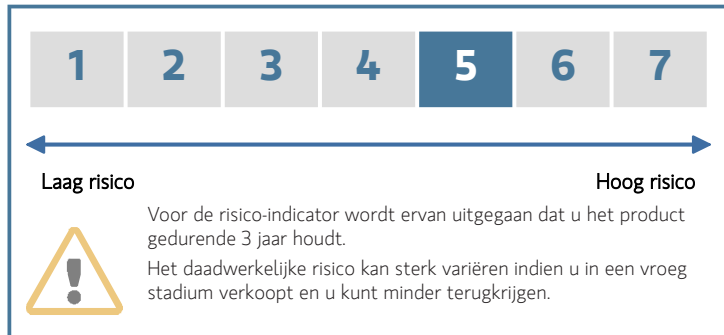 1 2 3 4 5 6 7
Laag risico Hoog risico
Voor de risico-indicator wordt ervan uitgegaan dat u het product
gedurende 3 jaar houdt.
Het daadwerkelijke risico kan sterk variëren indien u in een vroeg
stadium verkoopt en u kunt minder terugkrijgen.